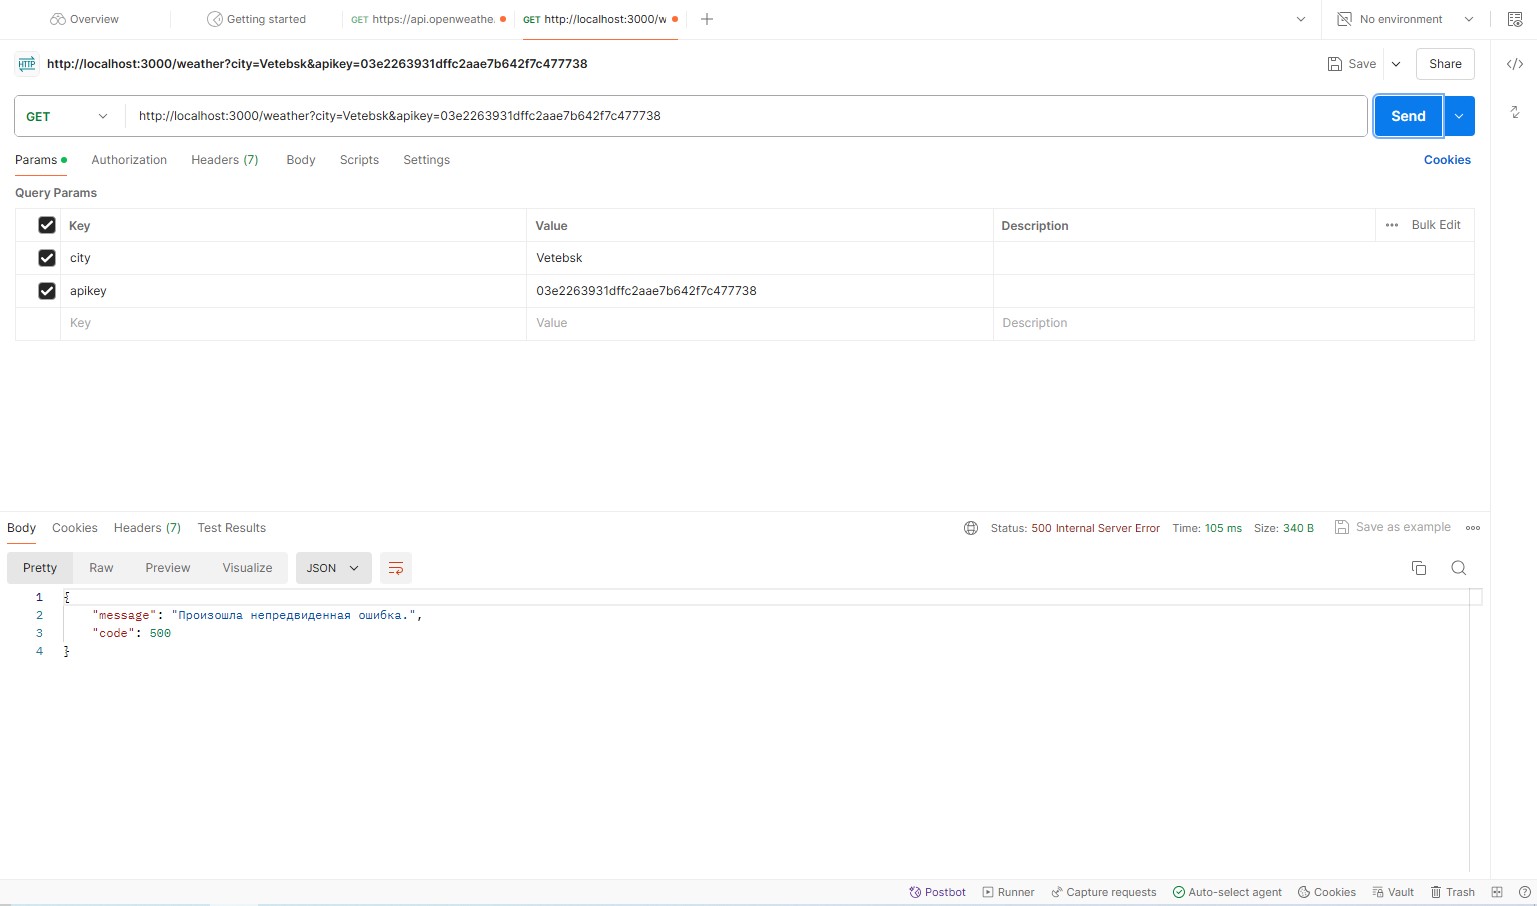 Overview
Getting started
GET https://api.openweathe
GET http://localhost:3000/w
No environment
HTTP http://localhost:3000/weather?city=Vetebsk&apikey=03e2263931dffc2aae7b642f7c477738
Save
Share
GET
http://localhost:3000/weather?city=Vetebsk&apikey=03e2263931dffc2aae7b642f7c477738
Send
Params
Authorization
Headers (7)
Body
Scripts
Settings
Cookies
Query Params
Key Value Description Bulk Edit
city Vetebsk
apikey 03e2263931dffc2aae7b642f7c477738
Key Value Description
Body Cookies Headers (7) Test Results
Status: 500 Internal Server Error Time: 105 ms Size: 340 B Save as example
Pretty Raw Preview Visualize JSON
1 {
2 "message": "Произошла непредвиденная ошибка.",
3 "code": 500
4 }
Postbot Runner Capture requests Auto-select agent Cookies Vault Trash